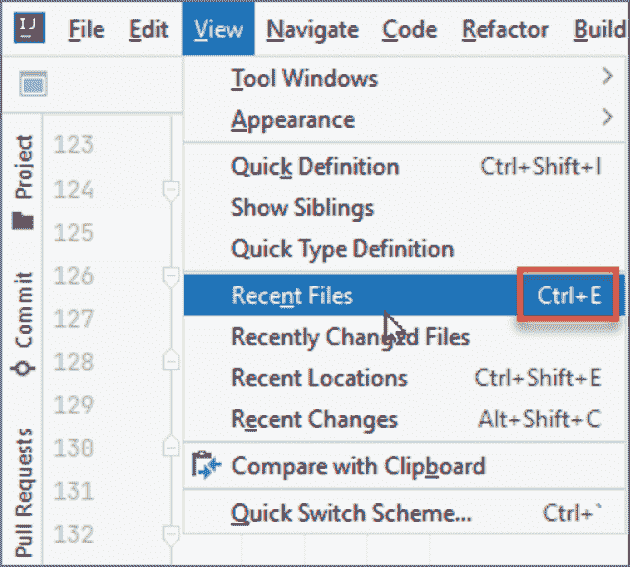 IJ File Edit View Navigate Code Refactor Build
Tool Windows
Appearance
Project
123
124
125
126
127
128
129
130
131
132
Commit
Pull Requests
Quick Definition Ctrl+Shift+I
Show Siblings
Quick Type Definition
Recent Files Ctrl+E
Recently Changed Files
Recent Locations Ctrl+Shift+E
Recent Changes Alt+Shift+C
Compare with Clipboard
Quick Switch Scheme... Ctrl+`